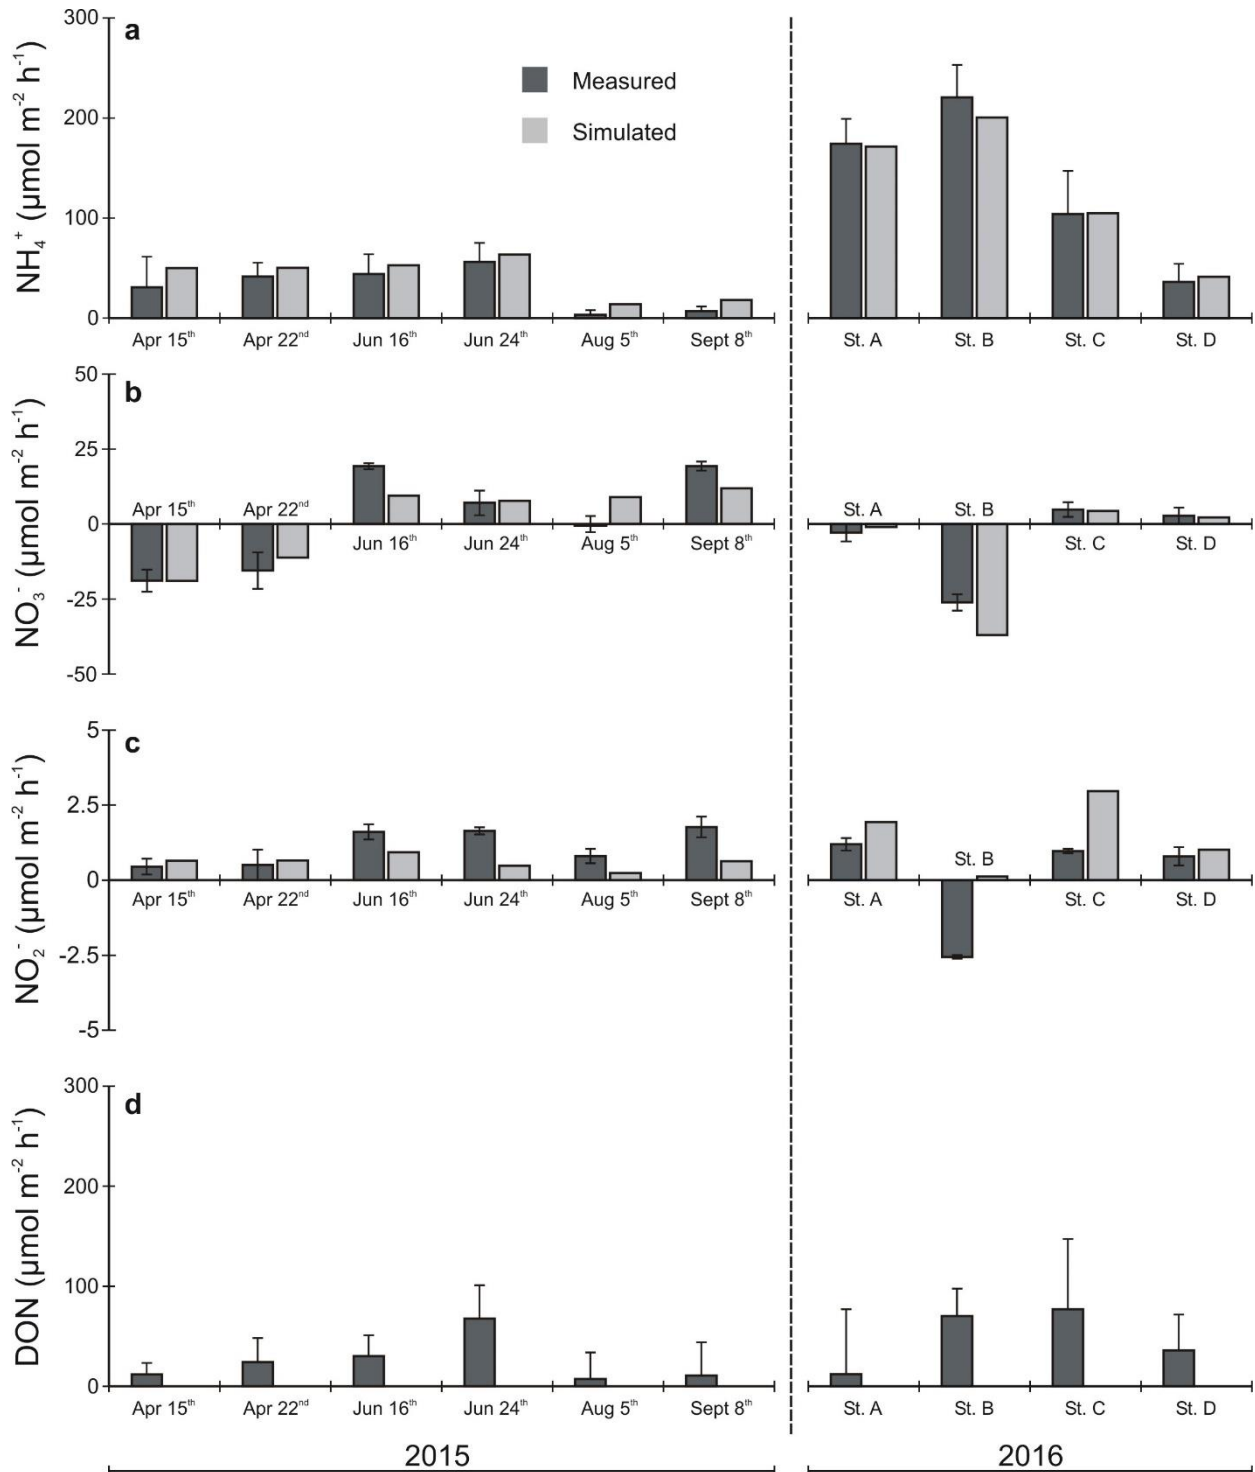 a
Measured
Simulated
NH₄⁺ (µmol m⁻² h⁻¹)
300
200
100
0
Apr 15ᵗʰ Apr 22ⁿᵈ Jun 16ᵗʰ Jun 24ᵗʰ Aug 5ᵗʰ Sept 8ᵗʰ St. A St. B St. C St. D
b
NO₃⁻ (µmol m⁻² h⁻¹)
50
25
0
-25
-50
Apr 15ᵗʰ Apr 22ⁿᵈ St. A St. B
Jun 16ᵗʰ Jun 24ᵗʰ Aug 5ᵗʰ Sept 8ᵗʰ St. C St. D
c
NO₂⁻ (µmol m⁻² h⁻¹)
5
2.5
0
-2.5
-5
St. B
Apr 15ᵗʰ Apr 22ⁿᵈ Jun 16ᵗʰ Jun 24ᵗʰ Aug 5ᵗʰ Sept 8ᵗʰ St. A St. C St. D
d
DON (µmol m⁻² h⁻¹)
300
200
100
0
Apr 15ᵗʰ Apr 22ⁿᵈ Jun 16ᵗʰ Jun 24ᵗʰ Aug 5ᵗʰ Sept 8ᵗʰ St. A St. B St. C St. D
2015 2016